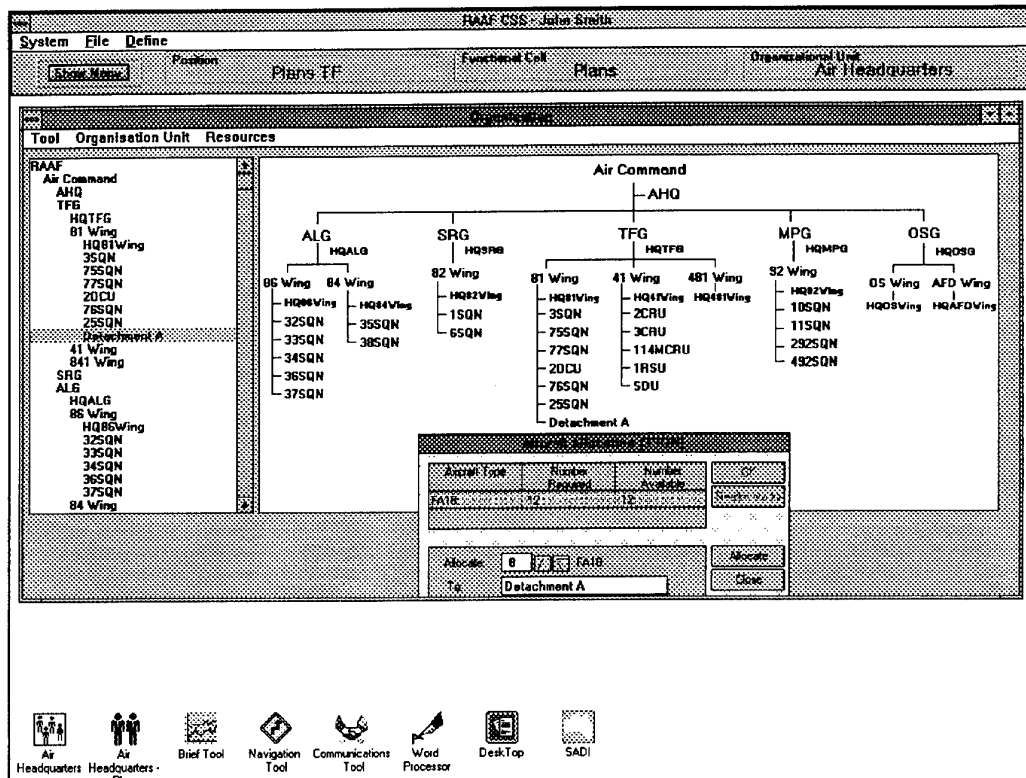 RAAF CSS - John Smith
System File Define
Show Menu
Position
Plans TF
Functional Cell
Plans
Organisational Unit
Air Headquarters
Organisation
Tool Organisation Unit Resources
RAAF
Air Command
AHQ
TFG
HQTFG
81 Wing
HQ81Wing
3SQN
75SQN
77SQN
2OCU
76SQN
25SQN
Detachment A
41 Wing
841 Wing
SRG
ALG
HQALG
86 Wing
HQ86Wing
32SQN
33SQN
34SQN
36SQN
37SQN
84 Wing
Air Command
AHQ
ALG
HQALG
86 Wing
HQ86Wing
32SQN
33SQN
34SQN
36SQN
37SQN
84 Wing
HQ84Wing
35SQN
38SQN
SRG
HQSRG
82 Wing
HQ82Wing
1SQN
6SQN
TFG
HQTFG
81 Wing
HQ81Wing
3SQN
75SQN
77SQN
2OCU
76SQN
25SQN
Detachment A
41 Wing
HQ41Wing
2CRU
3CRU
114MCRU
1RSU
SDU
481 Wing
HQ481Wing
MPG
HQMPG
92 Wing
HQ92Wing
10SQN
11SQN
292SQN
492SQN
OSG
HQOSG
OS Wing
HQOSWing
AFD Wing
HQAFDWing
Aircraft Allocation
Aircraft Type Number Required Number Available
FA18 12 12
Allocate 8 FA18
To Detachment A
Allocate
Close
Air Headquarters
Air Headquarters -
Brief Tool
Navigation Tool
Communications Tool
Word Processor
DeskTop
SADI